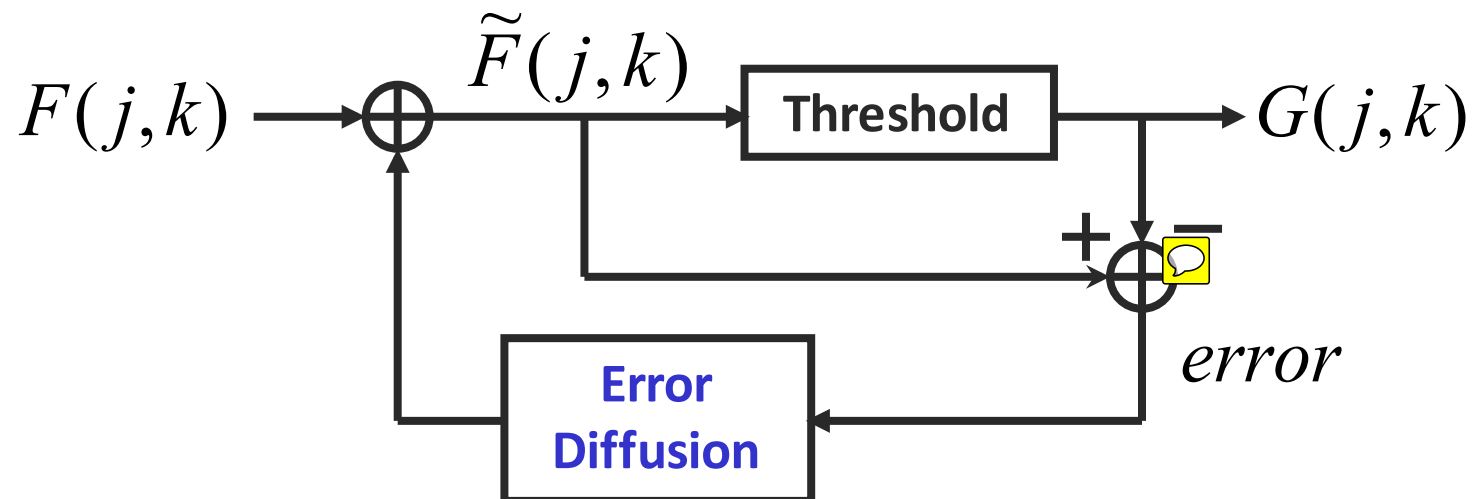 F̃(j,k)
F(j,k)
Threshold
G(j,k)
+ −
error
Error
Diffusion